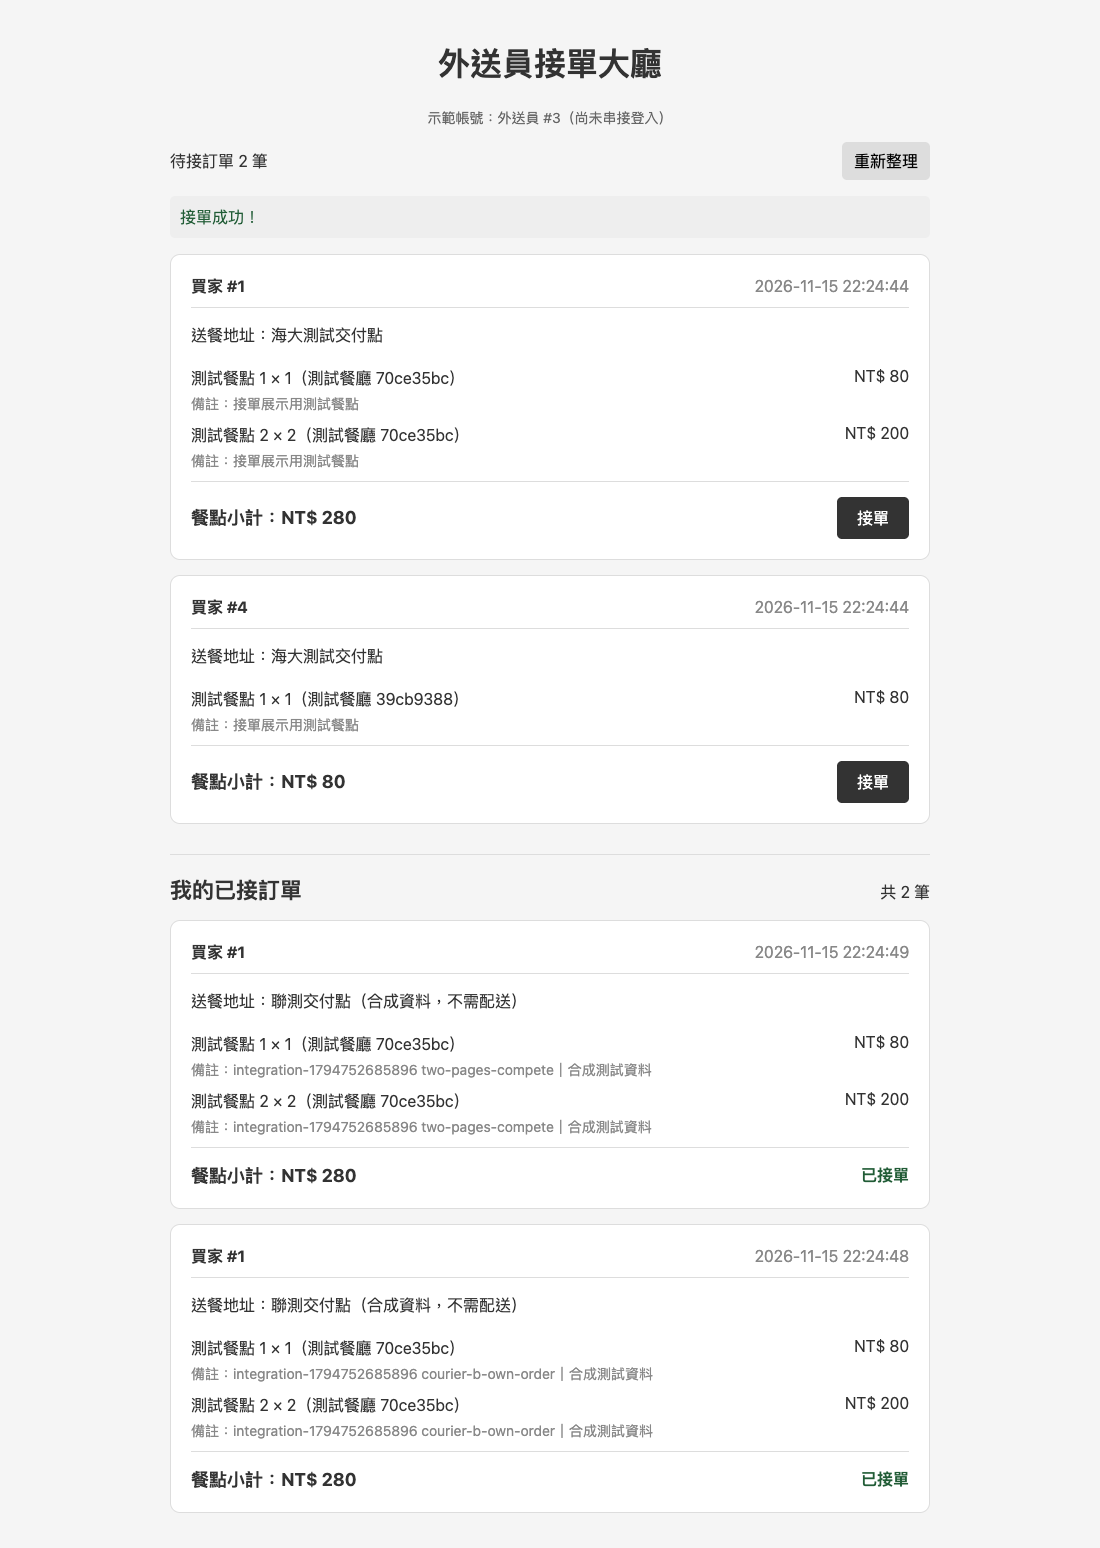 外送員接單大廳
示範帳號：外送員 #3（尚未串接登入）
待接訂單 2 筆
重新整理
接單成功！
買家 #1
2026-11-15 22:24:44
送餐地址：海大測試交付點
測試餐點 1 × 1（測試餐廳 70ce35bc）
NT$ 80
備註：接單展示用測試餐點
測試餐點 2 × 2（測試餐廳 70ce35bc）
NT$ 200
備註：接單展示用測試餐點
餐點小計：NT$ 280
接單
買家 #4
2026-11-15 22:24:44
送餐地址：海大測試交付點
測試餐點 1 × 1（測試餐廳 39cb9388）
NT$ 80
備註：接單展示用測試餐點
餐點小計：NT$ 80
接單
我的已接訂單
共 2 筆
買家 #1
2026-11-15 22:24:49
送餐地址：聯測交付點（合成資料，不需配送）
測試餐點 1 × 1（測試餐廳 70ce35bc）
NT$ 80
備註：integration-1794752685896 two-pages-compete｜合成測試資料
測試餐點 2 × 2（測試餐廳 70ce35bc）
NT$ 200
備註：integration-1794752685896 two-pages-compete｜合成測試資料
餐點小計：NT$ 280
已接單
買家 #1
2026-11-15 22:24:48
送餐地址：聯測交付點（合成資料，不需配送）
測試餐點 1 × 1（測試餐廳 70ce35bc）
NT$ 80
備註：integration-1794752685896 courier-b-own-order｜合成測試資料
測試餐點 2 × 2（測試餐廳 70ce35bc）
NT$ 200
備註：integration-1794752685896 courier-b-own-order｜合成測試資料
餐點小計：NT$ 280
已接單